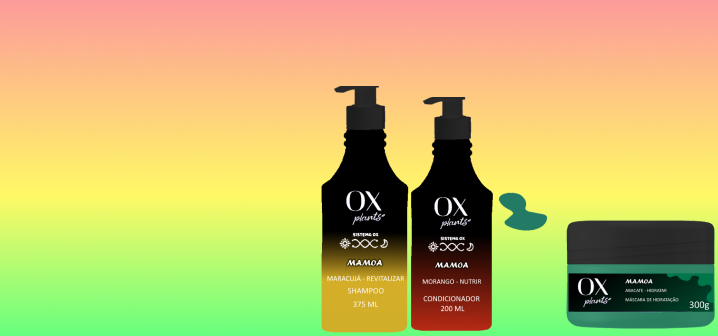 OX
plants
SISTEMA OX
MAMOA
MARACUJÁ - REVITALIZAR
SHAMPOO
375 ML
OX
plants
SISTEMA OX
MAMOA
MORANGO - NUTRIR
CONDICIONADOR
200 ML
OX
plants
MAMOA
ABACATE - HIDRATAR
MÁSCARA DE HIDRATAÇÃO
300g